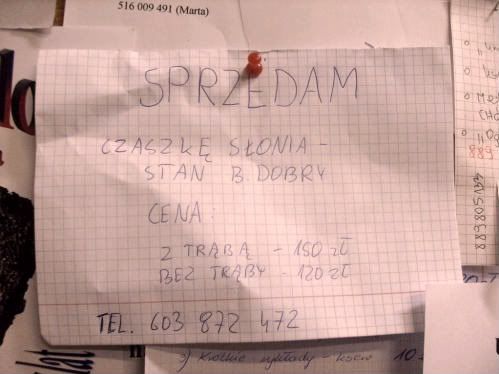 516 009 491 (Marta)
SPRZEDAM
CZASZKĘ SŁONIA -
STAN B. DOBRY
CENA:
Z TRĄBĄ - 150 zł
BEZ TRĄBY - 120 zł
TEL. 603 872 472
10-